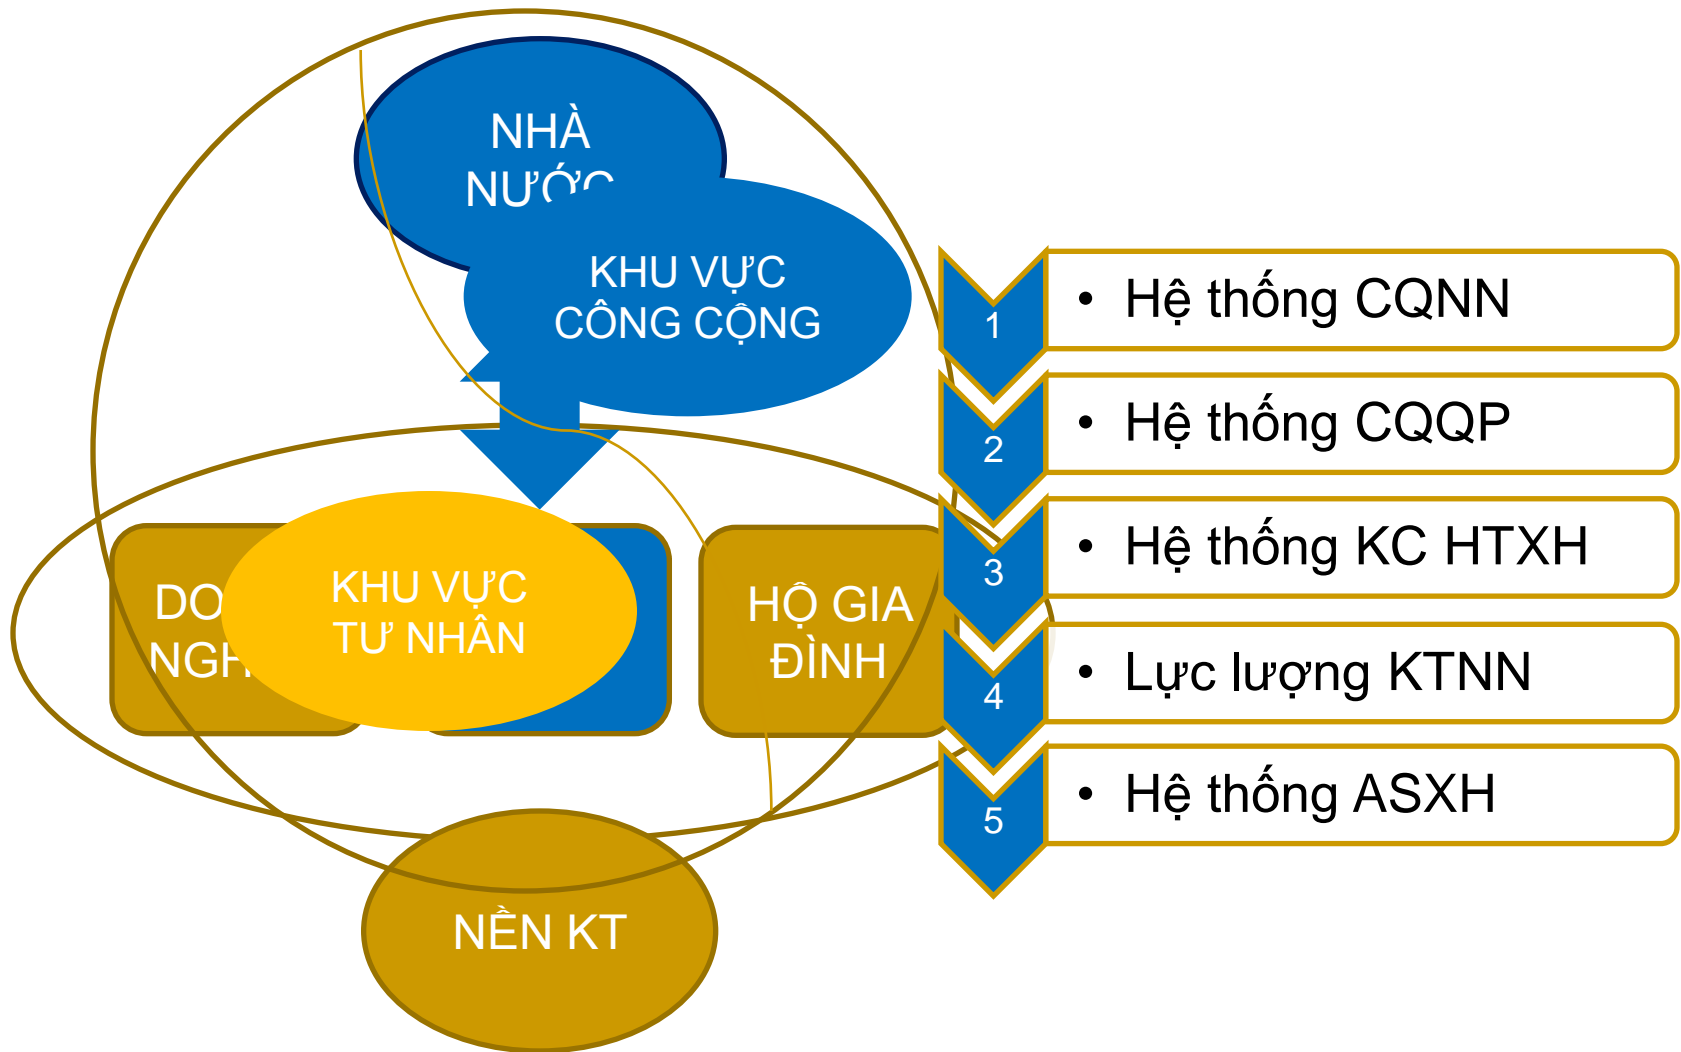 NHÀ
KHU VỰC
CÔNG CỘNG
KHU VỰC
TƯ NHÂN
HỘ GIA
ĐÌNH
NỀN KT
1
• Hệ thống CQNN
2
• Hệ thống CQQP
3
• Hệ thống KC HTXH
4
• Lực lượng KTNN
5
• Hệ thống ASXH